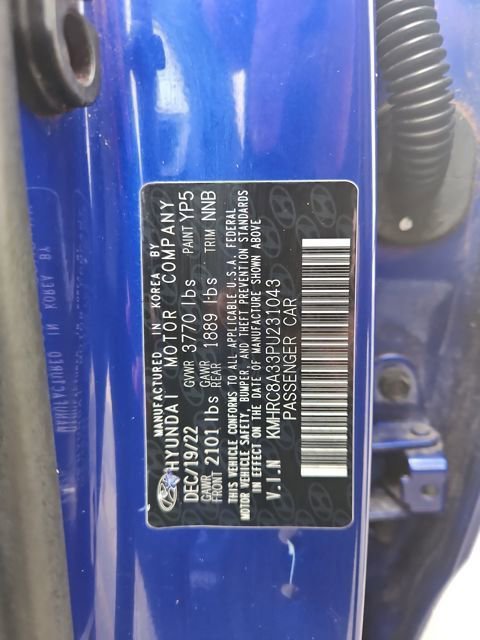 MANUFACTURED IN KOREA BY
HYUNDAI MOTOR COMPANY
DEC/19/22 GVWR 3770 lbs PAINT YP5
GAWR FRONT 2101 lbs GAWR REAR 1889 lbs TRIM NNB
THIS VEHICLE CONFORMS TO ALL APPLICABLE U.S.A. FEDERAL
MOTOR VEHICLE SAFETY, BUMPER, AND THEFT PREVENTION STANDARDS
IN EFFECT ON THE DATE OF MANUFACTURE SHOWN ABOVE
V.I.N KMHRC8A33PU231043
PASSENGER CAR